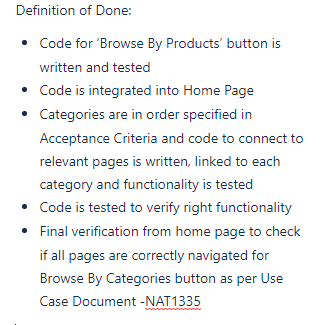 Definition of Done:
• Code for 'Browse By Products' button is
written and tested
• Code is integrated into Home Page
• Categories are in order specified in
Acceptance Criteria and code to connect to
relevant pages is written, linked to each
category and functionality is tested
• Code is tested to verify right functionality
• Final verification from home page to check
if all pages are correctly navigated for
Browse By Categories button as per Use
Case Document -NAT1335